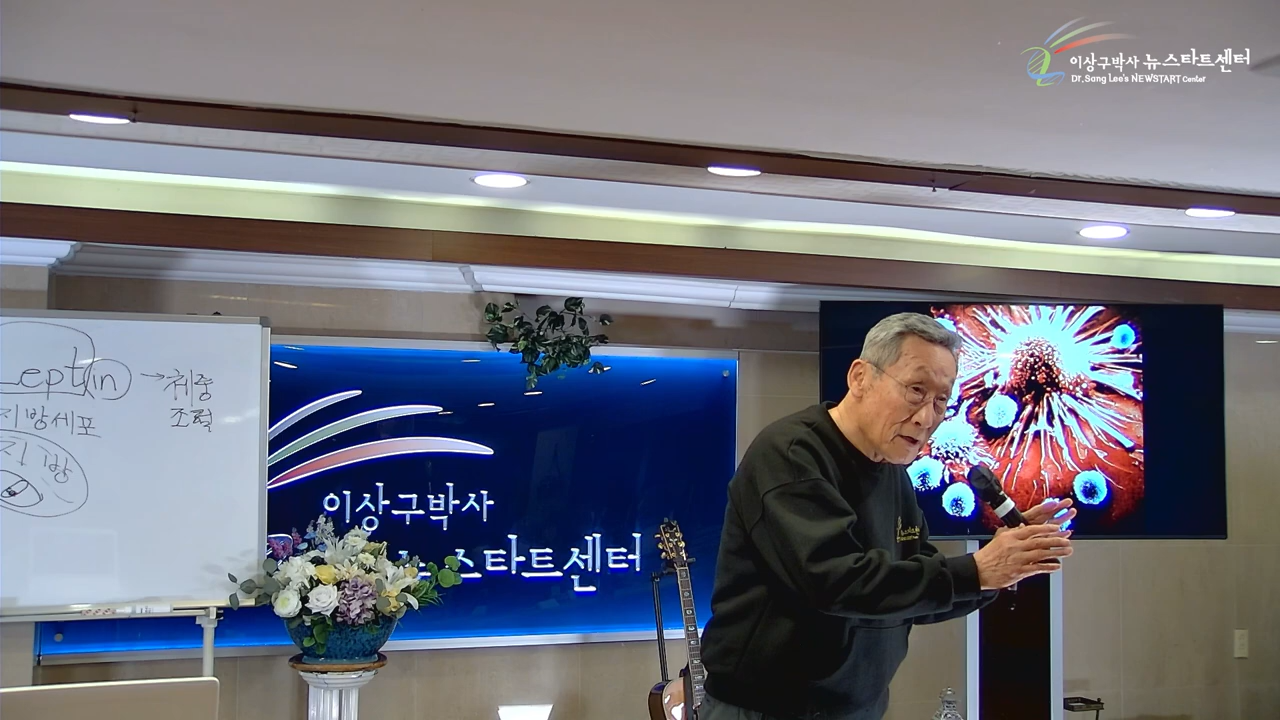 이상구박사 뉴스타트센터
Dr. Sang Lee's NEWSTART Center
Leptin → 체중
조절
지방세포
지방
이상구박사
뉴스타트센터